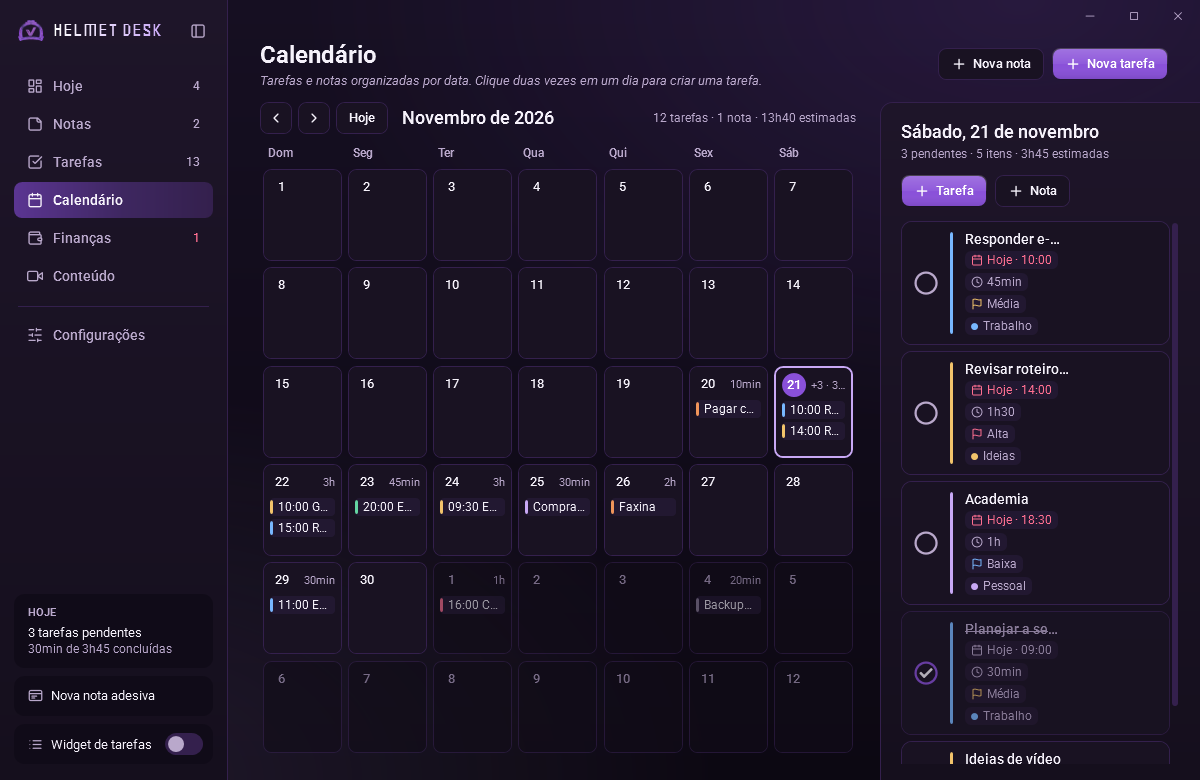 HELMET DESK
Hoje 4
Notas 2
Tarefas 13
Calendário
Finanças 1
Conteúdo
Configurações
HOJE
3 tarefas pendentes
30min de 3h45 concluídas
Nova nota adesiva
Widget de tarefas
Calendário
Tarefas e notas organizadas por data. Clique duas vezes em um dia para criar uma tarefa.
Nova nota
Nova tarefa
Hoje
Novembro de 2026
12 tarefas · 1 nota · 13h40 estimadas
Dom Seg Ter Qua Qui Sex Sáb
1 2 3 4 5 6 7
8 9 10 11 12 13 14
15 16 17 18 19 20 10min 21 +3 · 3...
Pagar c... 10:00 R...
14:00 R...
22 3h 23 45min 24 3h 25 30min 26 2h 27 28
10:00 G... 20:00 E... 09:30 E... Compra... Faxina
15:00 R...
29 30min 30 1 1h 2 3 4 20min 5
11:00 E... 16:00 C... Backup...
6 7 8 9 10 11 12
Sábado, 21 de novembro
3 pendentes · 5 itens · 3h45 estimadas
Tarefa
Nota
Responder e-...
Hoje · 10:00
45min
Média
Trabalho
Revisar roteiro...
Hoje · 14:00
1h30
Alta
Ideias
Academia
Hoje · 18:30
1h
Baixa
Pessoal
Planejar a se...
Hoje · 09:00
30min
Média
Trabalho
Ideias de vídeo